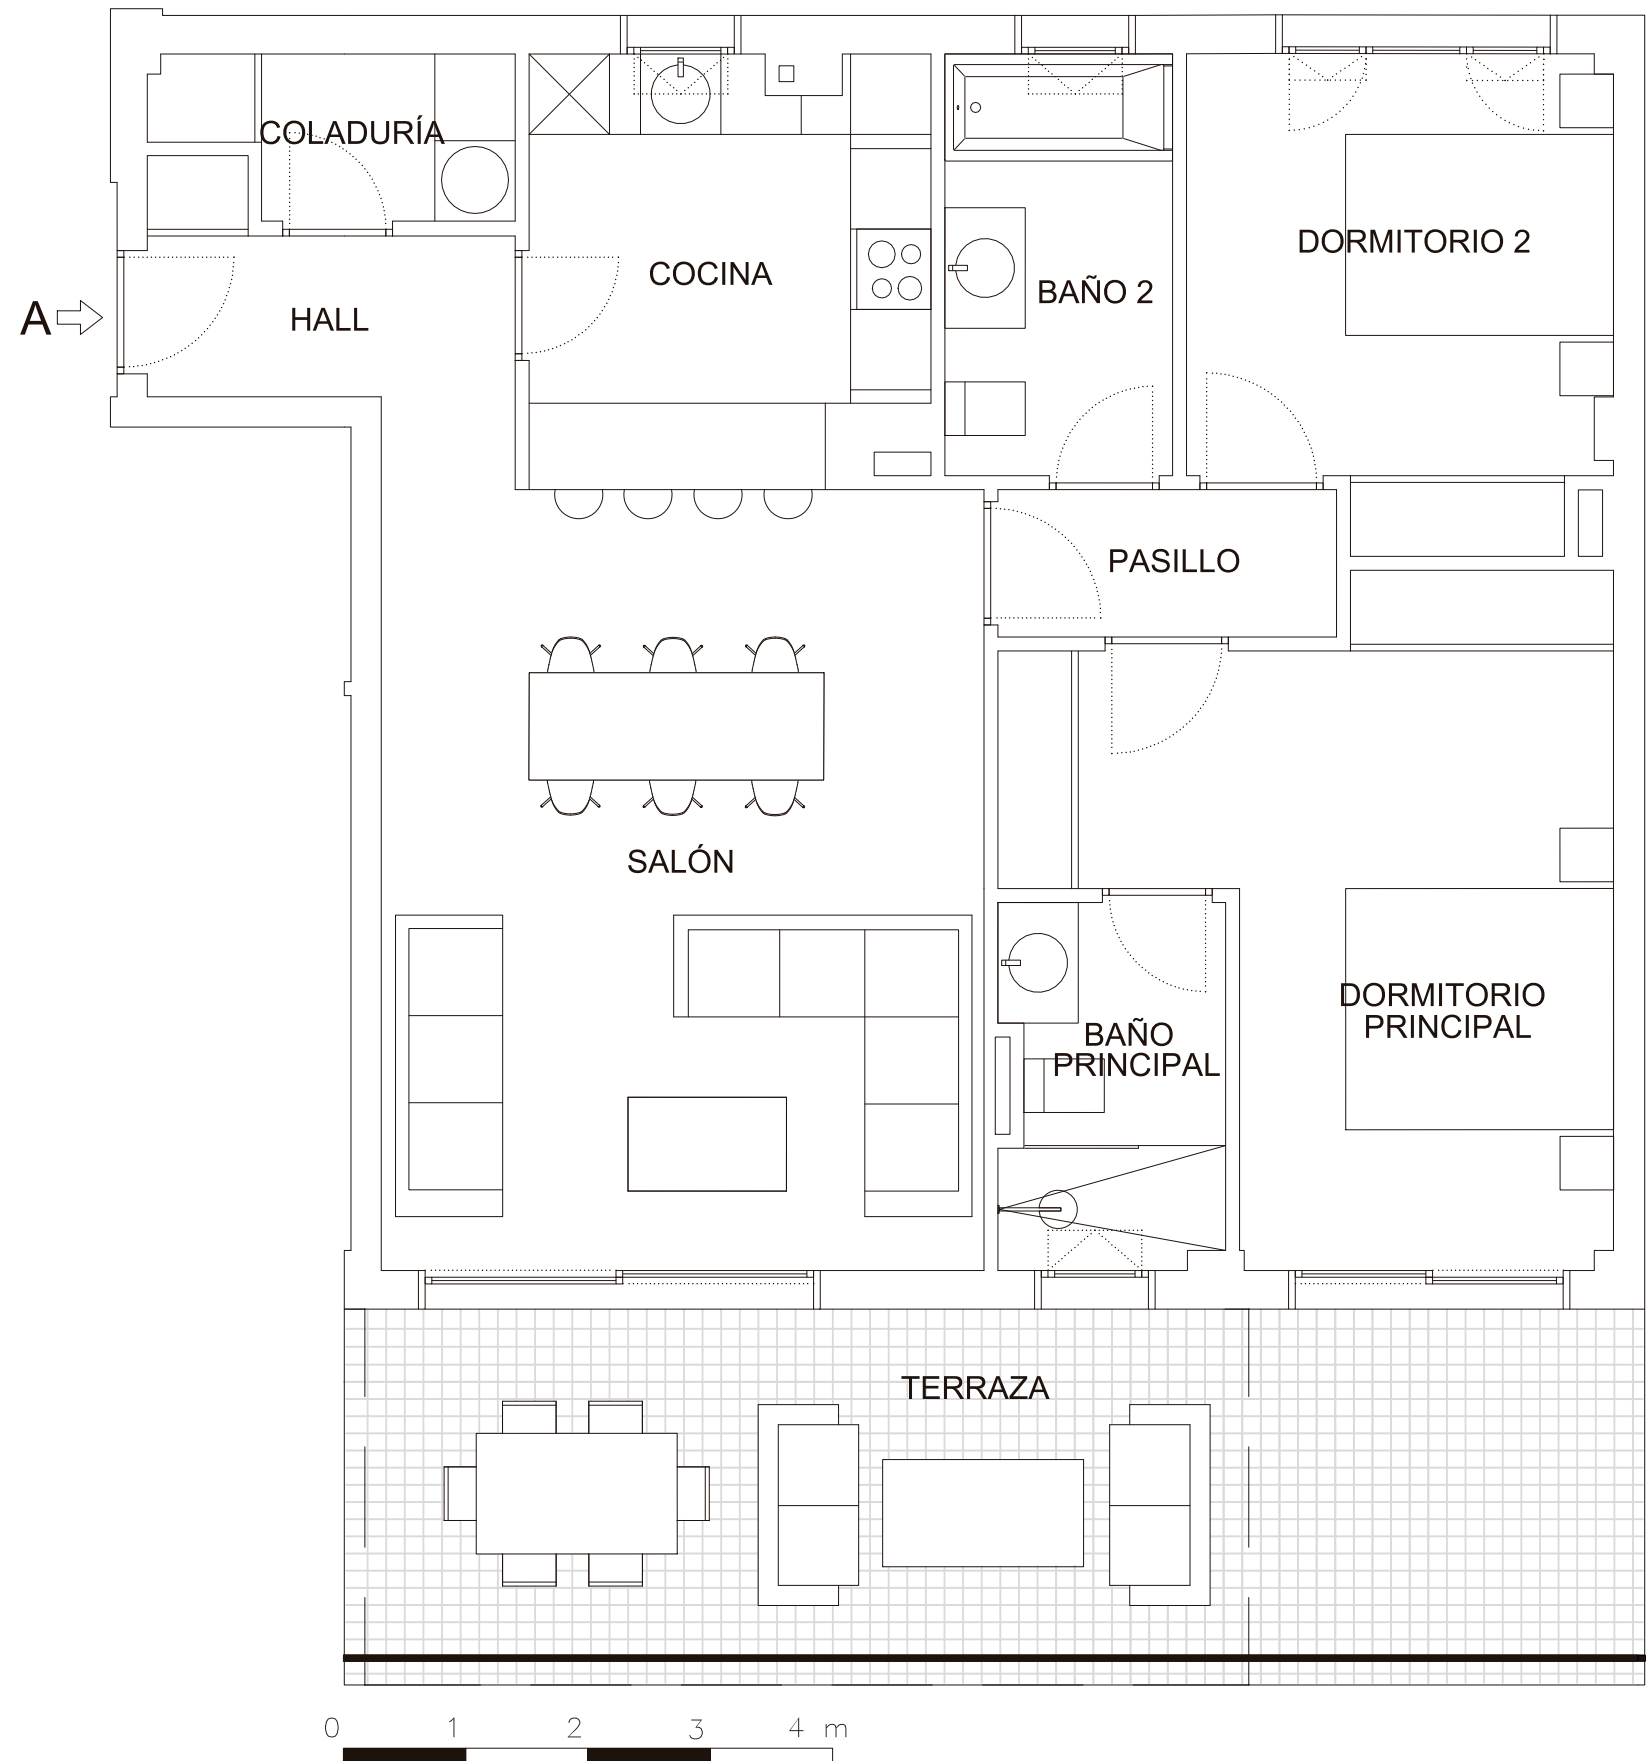 COLADURÍA
DORMITORIO 2
COCINA
BAÑO 2
A
HALL
PASILLO
SALÓN
DORMITORIO
PRINCIPAL
BAÑO
PRINCIPAL
TERRAZA
0 1 2 3 4 m